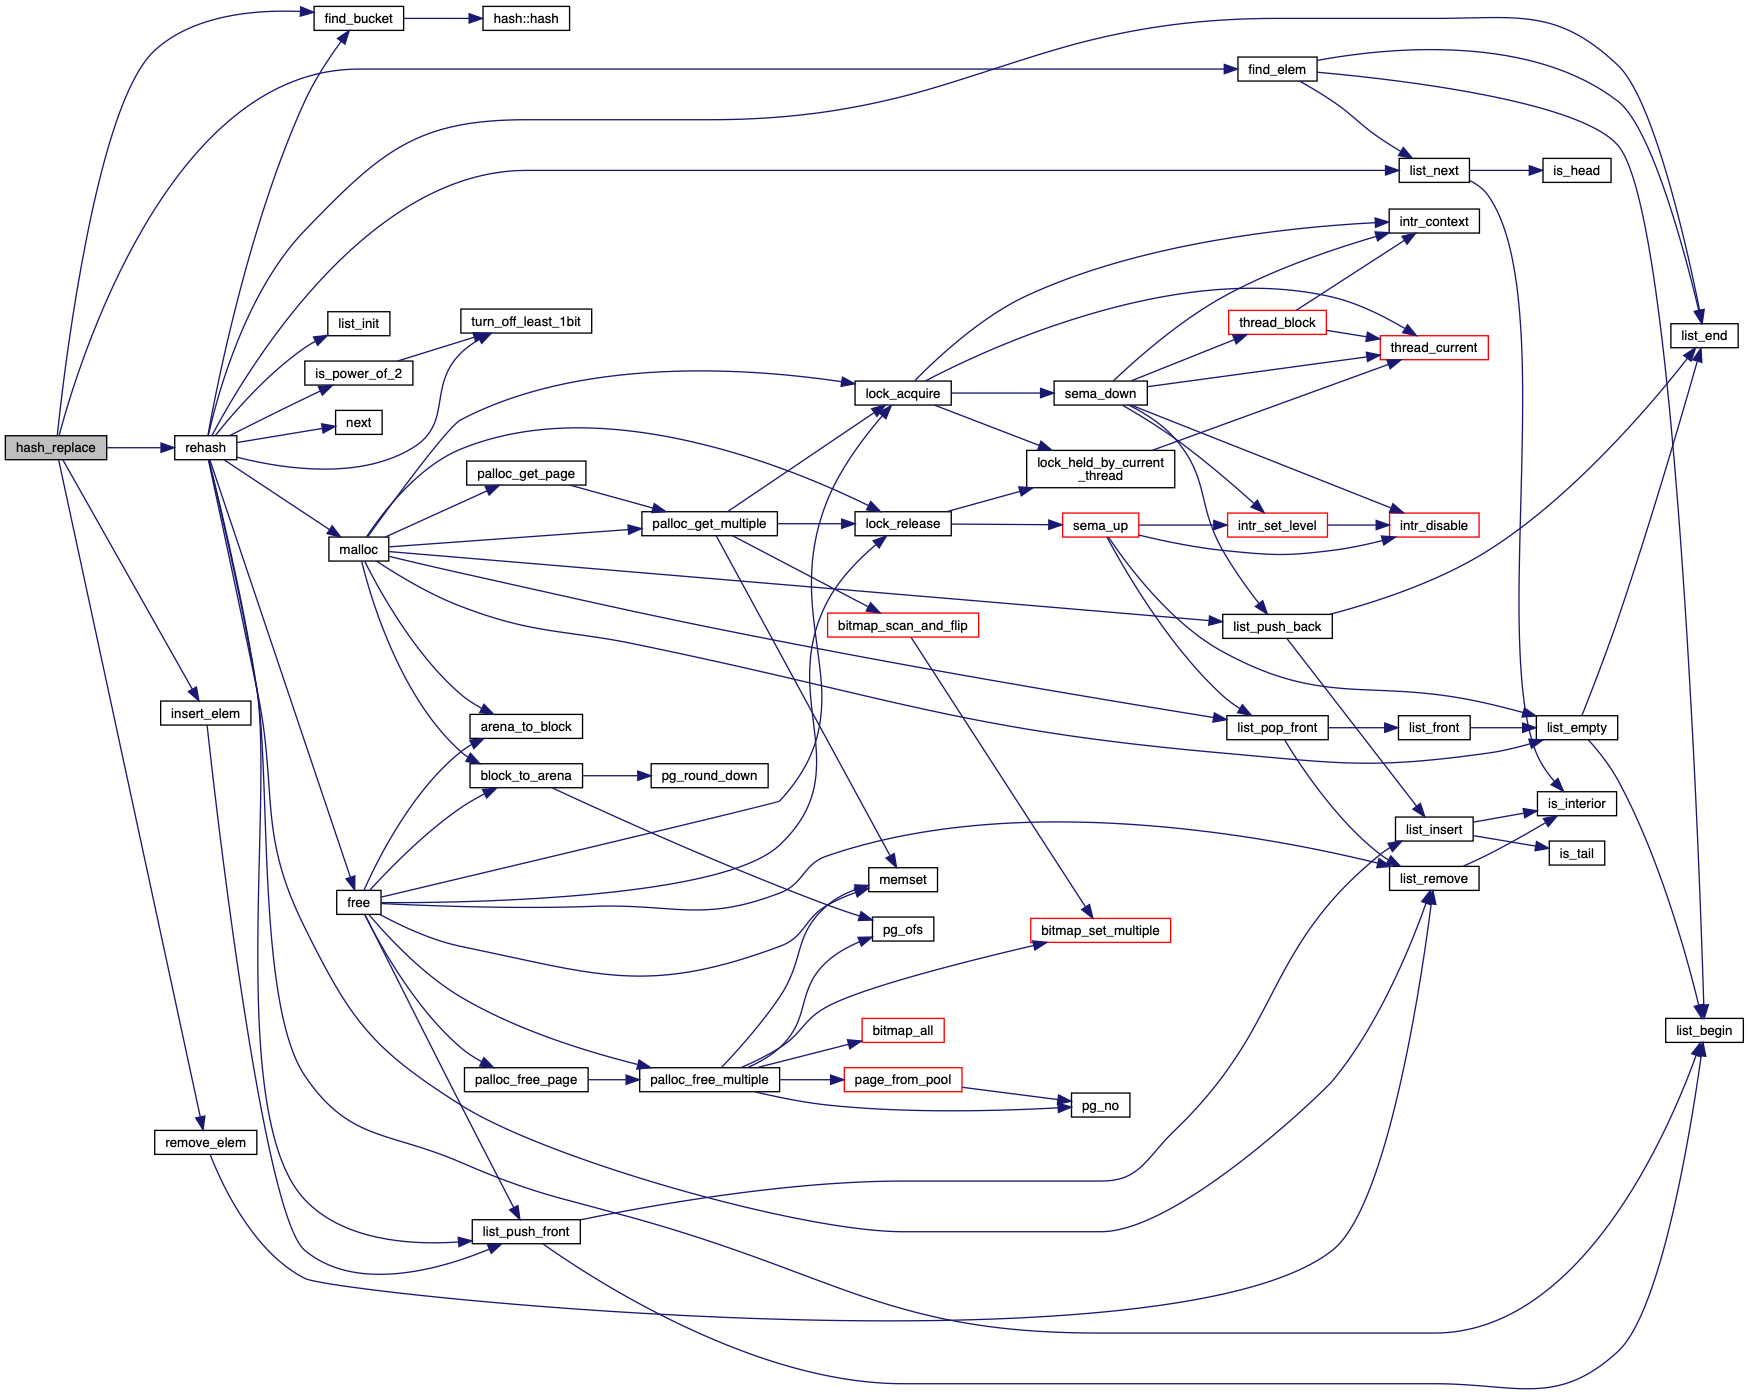 find_bucket
hash::hash
find_elem
list_next
is_head
intr_context
list_init
turn_off_least_1bit
thread_block
list_end
thread_current
is_power_of_2
lock_acquire
sema_down
next
hash_replace
rehash
palloc_get_page
lock_held_by_current
_thread
palloc_get_multiple
lock_release
sema_up
intr_set_level
intr_disable
malloc
bitmap_scan_and_flip
list_push_back
insert_elem
arena_to_block
list_pop_front
list_front
list_empty
block_to_arena
pg_round_down
is_interior
list_insert
is_tail
memset
list_remove
free
pg_ofs
bitmap_set_multiple
bitmap_all
list_begin
palloc_free_page
palloc_free_multiple
page_from_pool
pg_no
remove_elem
list_push_front